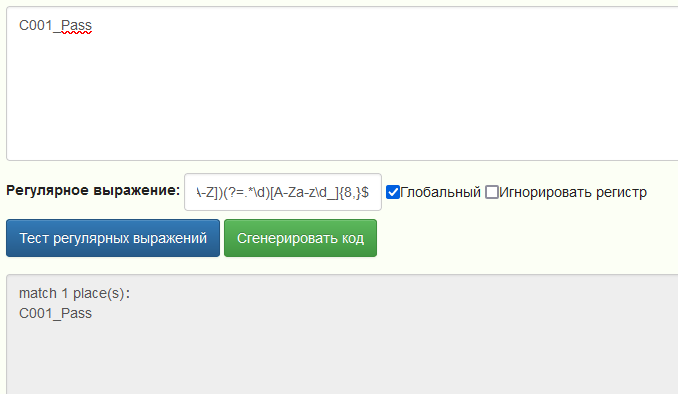 C001_Pass
Регулярное выражение: A-Z])(?=.*\d)[A-Za-z\d_]{8,}$ Глобальный Игнорировать регистр
Тест регулярных выражений Сгенерировать код
match 1 place(s):
C001_Pass